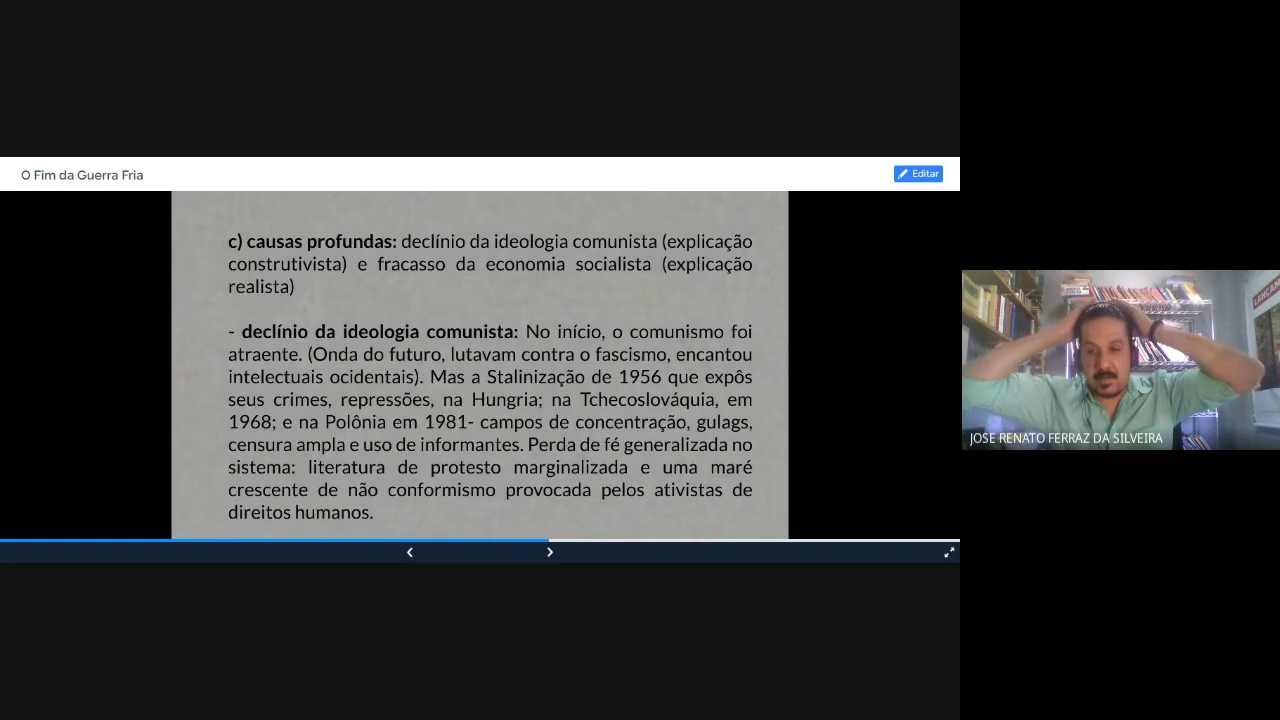 O Fim da Guerra Fria
Editar
c) causas profundas: declínio da ideologia comunista (explicação
construtivista) e fracasso da economia socialista (explicação
realista)
- declínio da ideologia comunista: No início, o comunismo foi
atraente. (Onda do futuro, lutavam contra o fascismo, encantou
intelectuais ocidentais). Mas a Stalinização de 1956 que expôs
seus crimes, repressões, na Hungria; na Tchecoslováquia, em
1968; e na Polônia em 1981- campos de concentração, gulags,
censura ampla e uso de informantes. Perda de fé generalizada no
sistema: literatura de protesto marginalizada e uma maré
crescente de não conformismo provocada pelos ativistas de
direitos humanos.
JOSE RENATO FERRAZ DA SILVEIRA